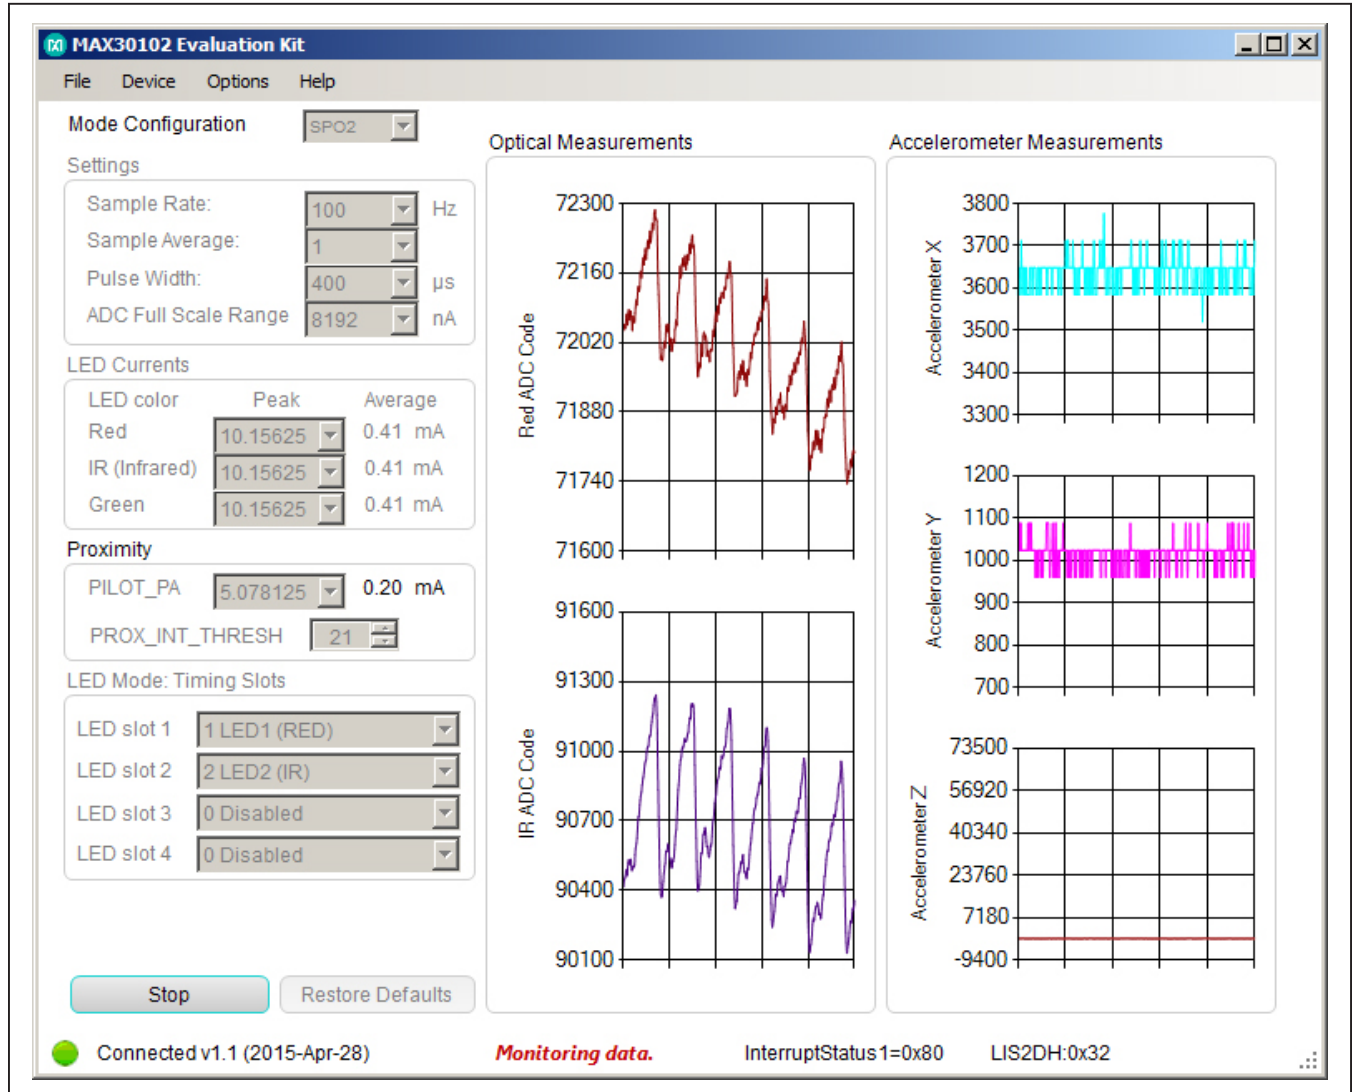 MAX30102 Evaluation Kit
File Device Options Help
Mode Configuration SPO2
Settings
Sample Rate: 100 Hz
Sample Average: 1
Pulse Width: 400 µs
ADC Full Scale Range 8192 nA
LED Currents
LED color Peak Average
Red 10.15625 0.41 mA
IR (Infrared) 10.15625 0.41 mA
Green 10.15625 0.41 mA
Proximity
PILOT_PA 5.078125 0.20 mA
PROX_INT_THRESH 21
LED Mode: Timing Slots
LED slot 1 1 LED1 (RED)
LED slot 2 2 LED2 (IR)
LED slot 3 0 Disabled
LED slot 4 0 Disabled
Stop Restore Defaults
Optical Measurements
Red ADC Code
72300
72160
72020
71880
71740
71600
IR ADC Code
91600
91300
91000
90700
90400
90100
Accelerometer Measurements
Accelerometer X
3800
3700
3600
3500
3400
3300
Accelerometer Y
1200
1100
1000
900
800
700
Accelerometer Z
73500
56920
40340
23760
7180
-9400
Connected v1.1 (2015-Apr-28) Monitoring data. InterruptStatus1=0x80 LIS2DH:0x32